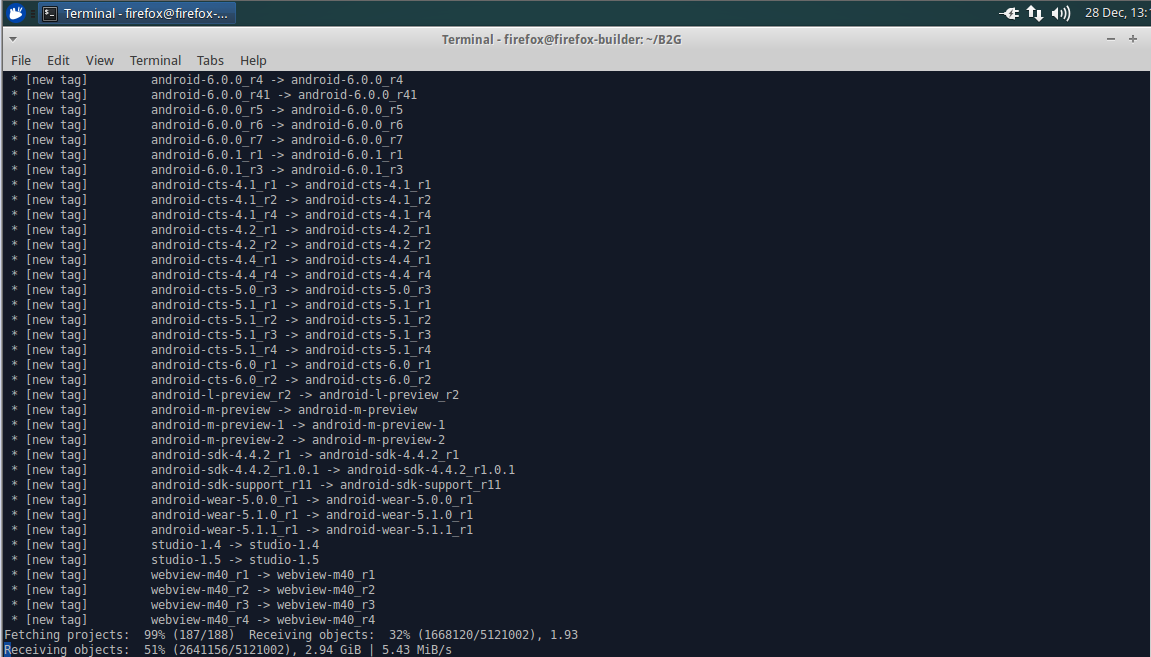 Terminal - firefox@firefox-...
28 Dec, 13:
Terminal - firefox@firefox-builder: ~/B2G
File Edit View Terminal Tabs Help
* [new tag] android-6.0.0_r4 -> android-6.0.0_r4
* [new tag] android-6.0.0_r41 -> android-6.0.0_r41
* [new tag] android-6.0.0_r5 -> android-6.0.0_r5
* [new tag] android-6.0.0_r6 -> android-6.0.0_r6
* [new tag] android-6.0.0_r7 -> android-6.0.0_r7
* [new tag] android-6.0.1_r1 -> android-6.0.1_r1
* [new tag] android-6.0.1_r3 -> android-6.0.1_r3
* [new tag] android-cts-4.1_r1 -> android-cts-4.1_r1
* [new tag] android-cts-4.1_r2 -> android-cts-4.1_r2
* [new tag] android-cts-4.1_r4 -> android-cts-4.1_r4
* [new tag] android-cts-4.2_r1 -> android-cts-4.2_r1
* [new tag] android-cts-4.2_r2 -> android-cts-4.2_r2
* [new tag] android-cts-4.4_r1 -> android-cts-4.4_r1
* [new tag] android-cts-4.4_r4 -> android-cts-4.4_r4
* [new tag] android-cts-5.0_r3 -> android-cts-5.0_r3
* [new tag] android-cts-5.1_r1 -> android-cts-5.1_r1
* [new tag] android-cts-5.1_r2 -> android-cts-5.1_r2
* [new tag] android-cts-5.1_r3 -> android-cts-5.1_r3
* [new tag] android-cts-5.1_r4 -> android-cts-5.1_r4
* [new tag] android-cts-6.0_r1 -> android-cts-6.0_r1
* [new tag] android-cts-6.0_r2 -> android-cts-6.0_r2
* [new tag] android-l-preview_r2 -> android-l-preview_r2
* [new tag] android-m-preview -> android-m-preview
* [new tag] android-m-preview-1 -> android-m-preview-1
* [new tag] android-m-preview-2 -> android-m-preview-2
* [new tag] android-sdk-4.4.2_r1 -> android-sdk-4.4.2_r1
* [new tag] android-sdk-4.4.2_r1.0.1 -> android-sdk-4.4.2_r1.0.1
* [new tag] android-sdk-support_r11 -> android-sdk-support_r11
* [new tag] android-wear-5.0.0_r1 -> android-wear-5.0.0_r1
* [new tag] android-wear-5.1.0_r1 -> android-wear-5.1.0_r1
* [new tag] android-wear-5.1.1_r1 -> android-wear-5.1.1_r1
* [new tag] studio-1.4 -> studio-1.4
* [new tag] studio-1.5 -> studio-1.5
* [new tag] webview-m40_r1 -> webview-m40_r1
* [new tag] webview-m40_r2 -> webview-m40_r2
* [new tag] webview-m40_r3 -> webview-m40_r3
* [new tag] webview-m40_r4 -> webview-m40_r4
Fetching projects: 99% (187/188) Receiving objects: 32% (1668120/5121002), 1.93
Receiving objects: 51% (2641156/5121002), 2.94 GiB | 5.43 MiB/s